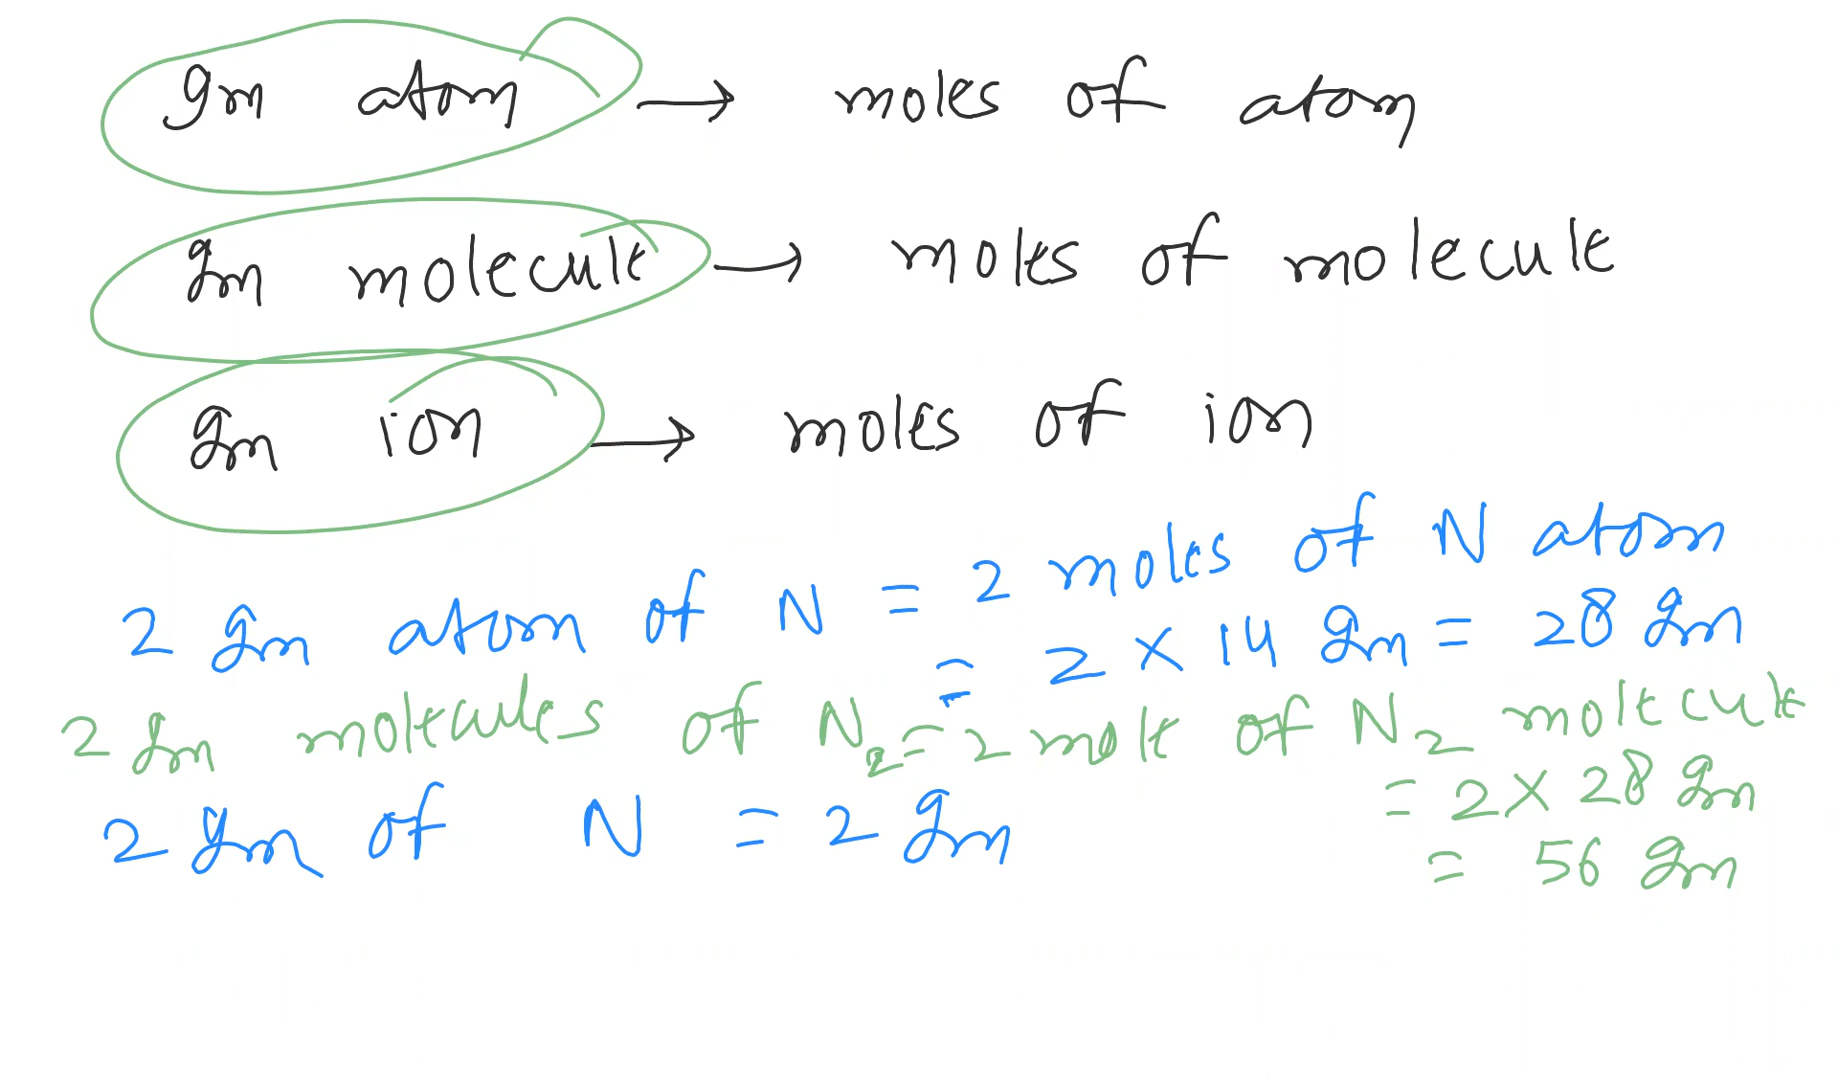 gm atom → moles of atom
gm molecule → moles of molecule
gm ion → moles of ion
2 gm atom of N = 2 moles of N atom
= 2 × 14 gm = 28 gm
2 gm molecules of N₂ = 2 mole of N₂ molecule
= 2 × 28 gm
= 56 gm
2 gm of N = 2 gm